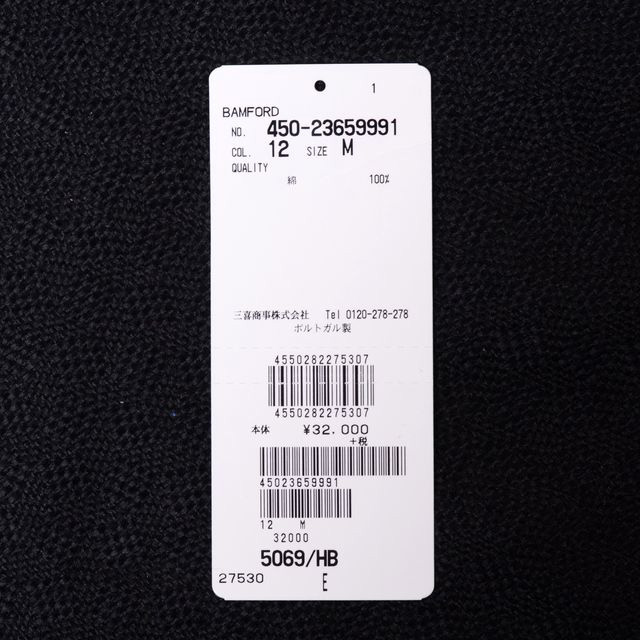 1
BAMFORD
NO. 450-23659991
COL. 12 SIZE M
QUALITY
綿 100%
三喜商事株式会社 Tel 0120-278-278
ポルトガル製
4550282275307
4550282275307
本体 ¥32.000
+税
45023659991
12 M
32000
5069/HB
27530 E